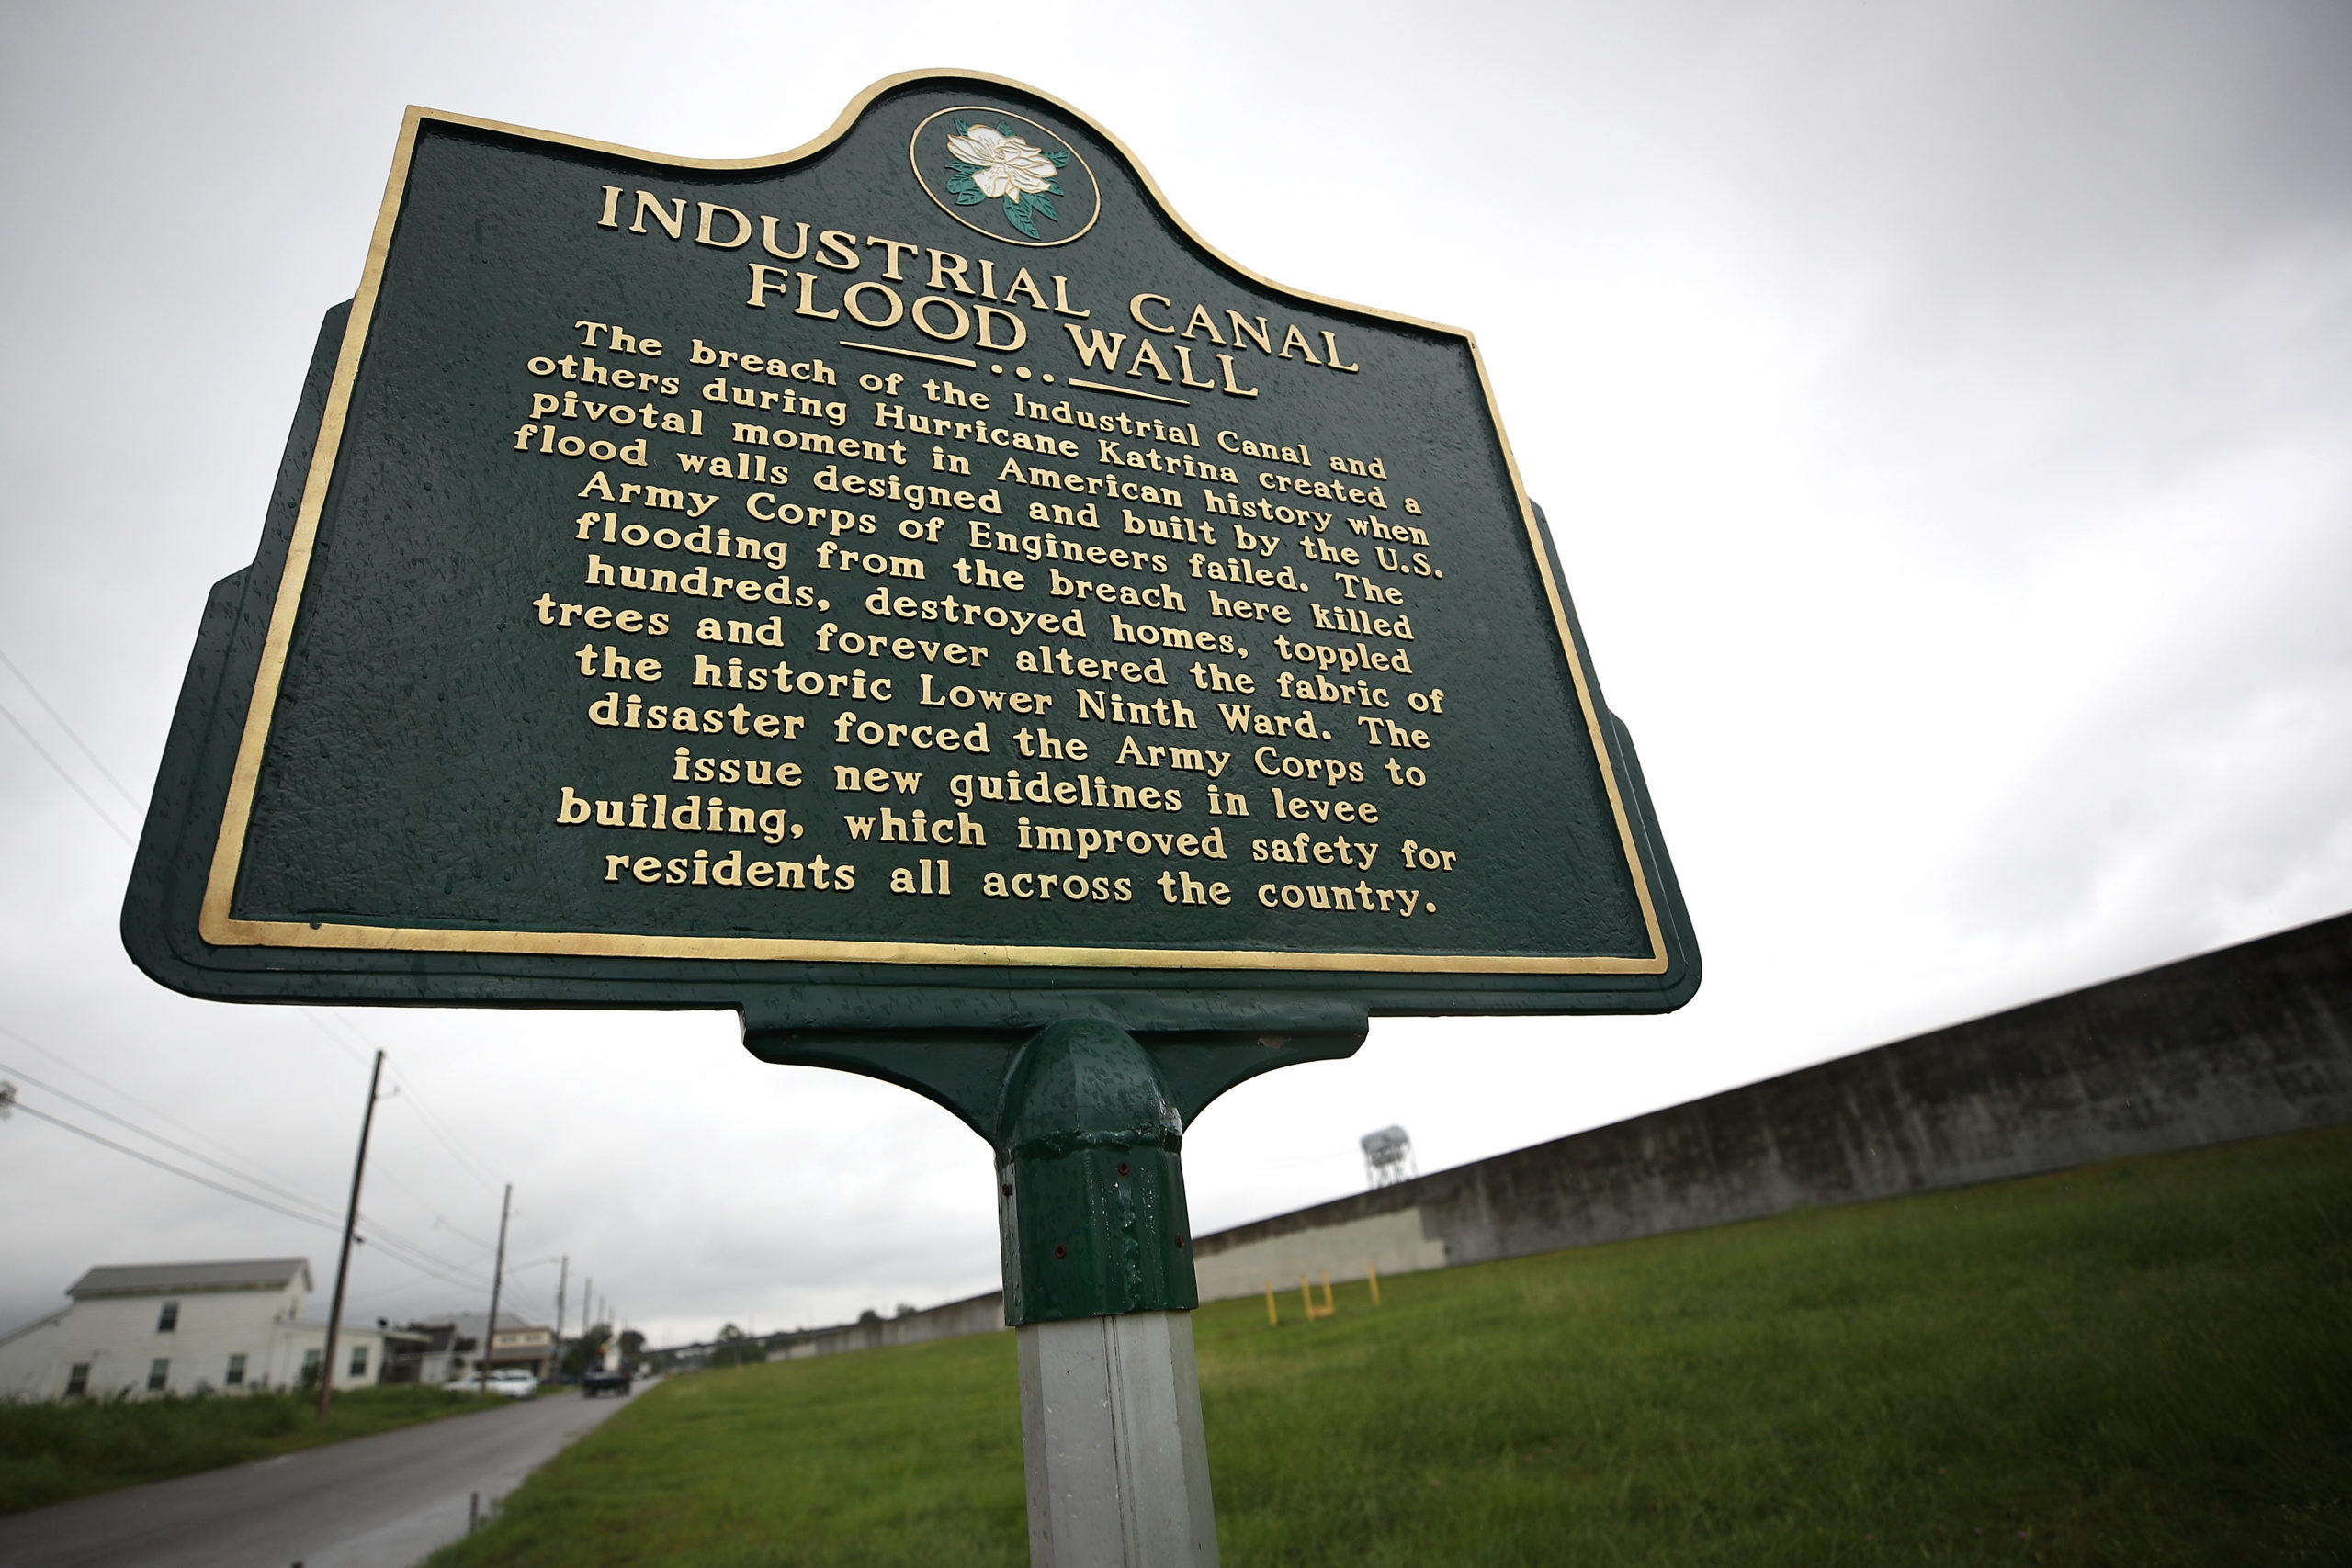 INDUSTRIAL CANAL
FLOOD WALL
The breach of the Industrial Canal and
others during Hurricane Katrina created a
pivotal moment in American history when
flood walls designed and built by the U.S.
Army Corps of Engineers failed. The
flooding from the breach here killed
hundreds, destroyed homes, toppled
trees and forever altered the fabric of
the historic Lower Ninth Ward. The
disaster forced the Army Corps to
issue new guidelines in levee
building, which improved safety for
residents all across the country.